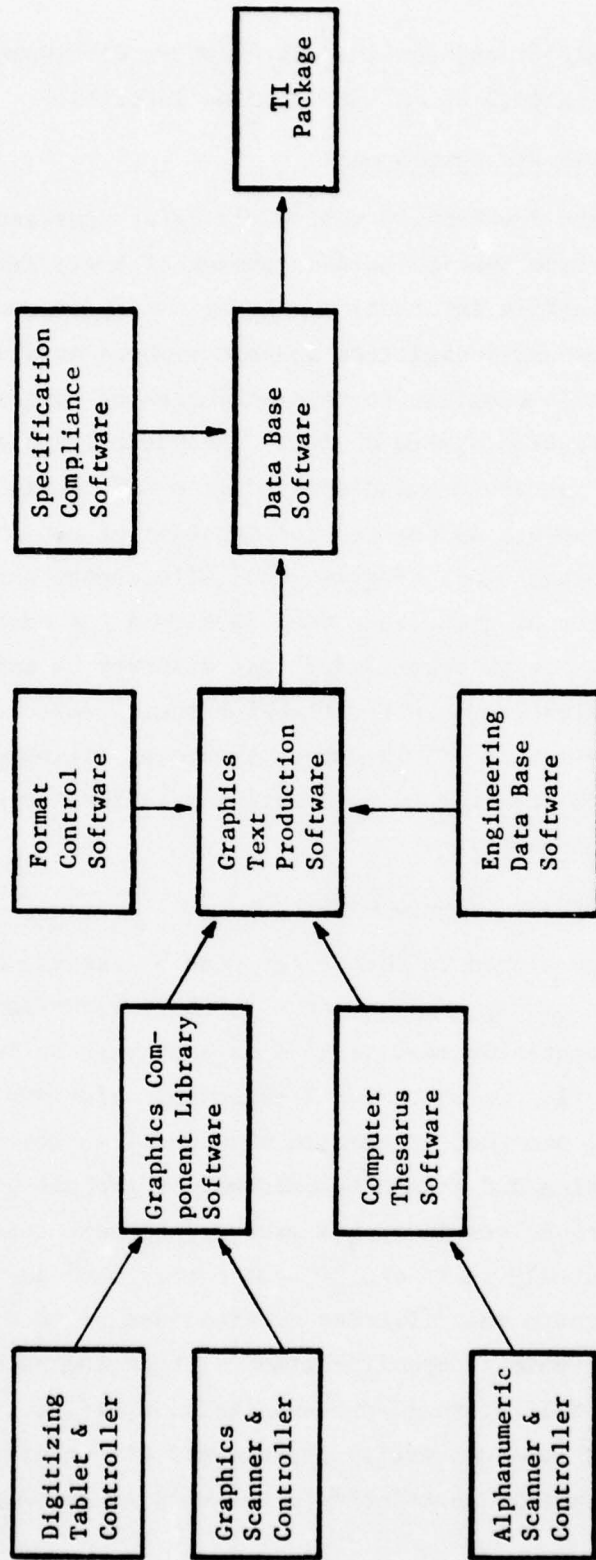 Digitizing
Tablet &
Controller
Graphics
Scanner &
Controller
Alphanumeric
Scanner &
Controller
Graphics Com-
ponent Library
Software
Computer
Thesarus
Software
Format
Control
Software
Graphics
Text
Production
Software
Engineering
Data Base
Software
Specification
Compliance
Software
Data Base
Software
TI
Package